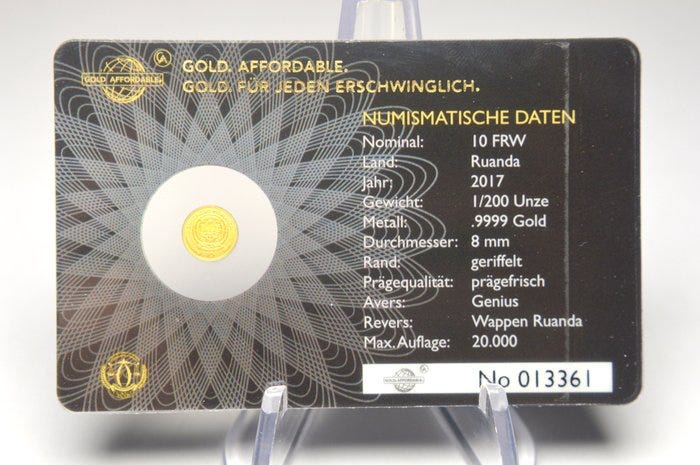 GOLD AFFORDABLE.
GOLD. AFFORDABLE.
GOLD. FÜR JEDEN ERSCHWINGLICH.
NUMISMATISCHE DATEN
Nominal: 10 FRW
Land: Ruanda
Jahr: 2017
Gewicht: 1/200 Unze
Metall: .9999 Gold
Durchmesser: 8 mm
Rand: geriffelt
Prägequalität: prägefrisch
Avers: Genius
Revers: Wappen Ruanda
Max. Auflage: 20.000
GOLD AFFORDABLE.
No 013361